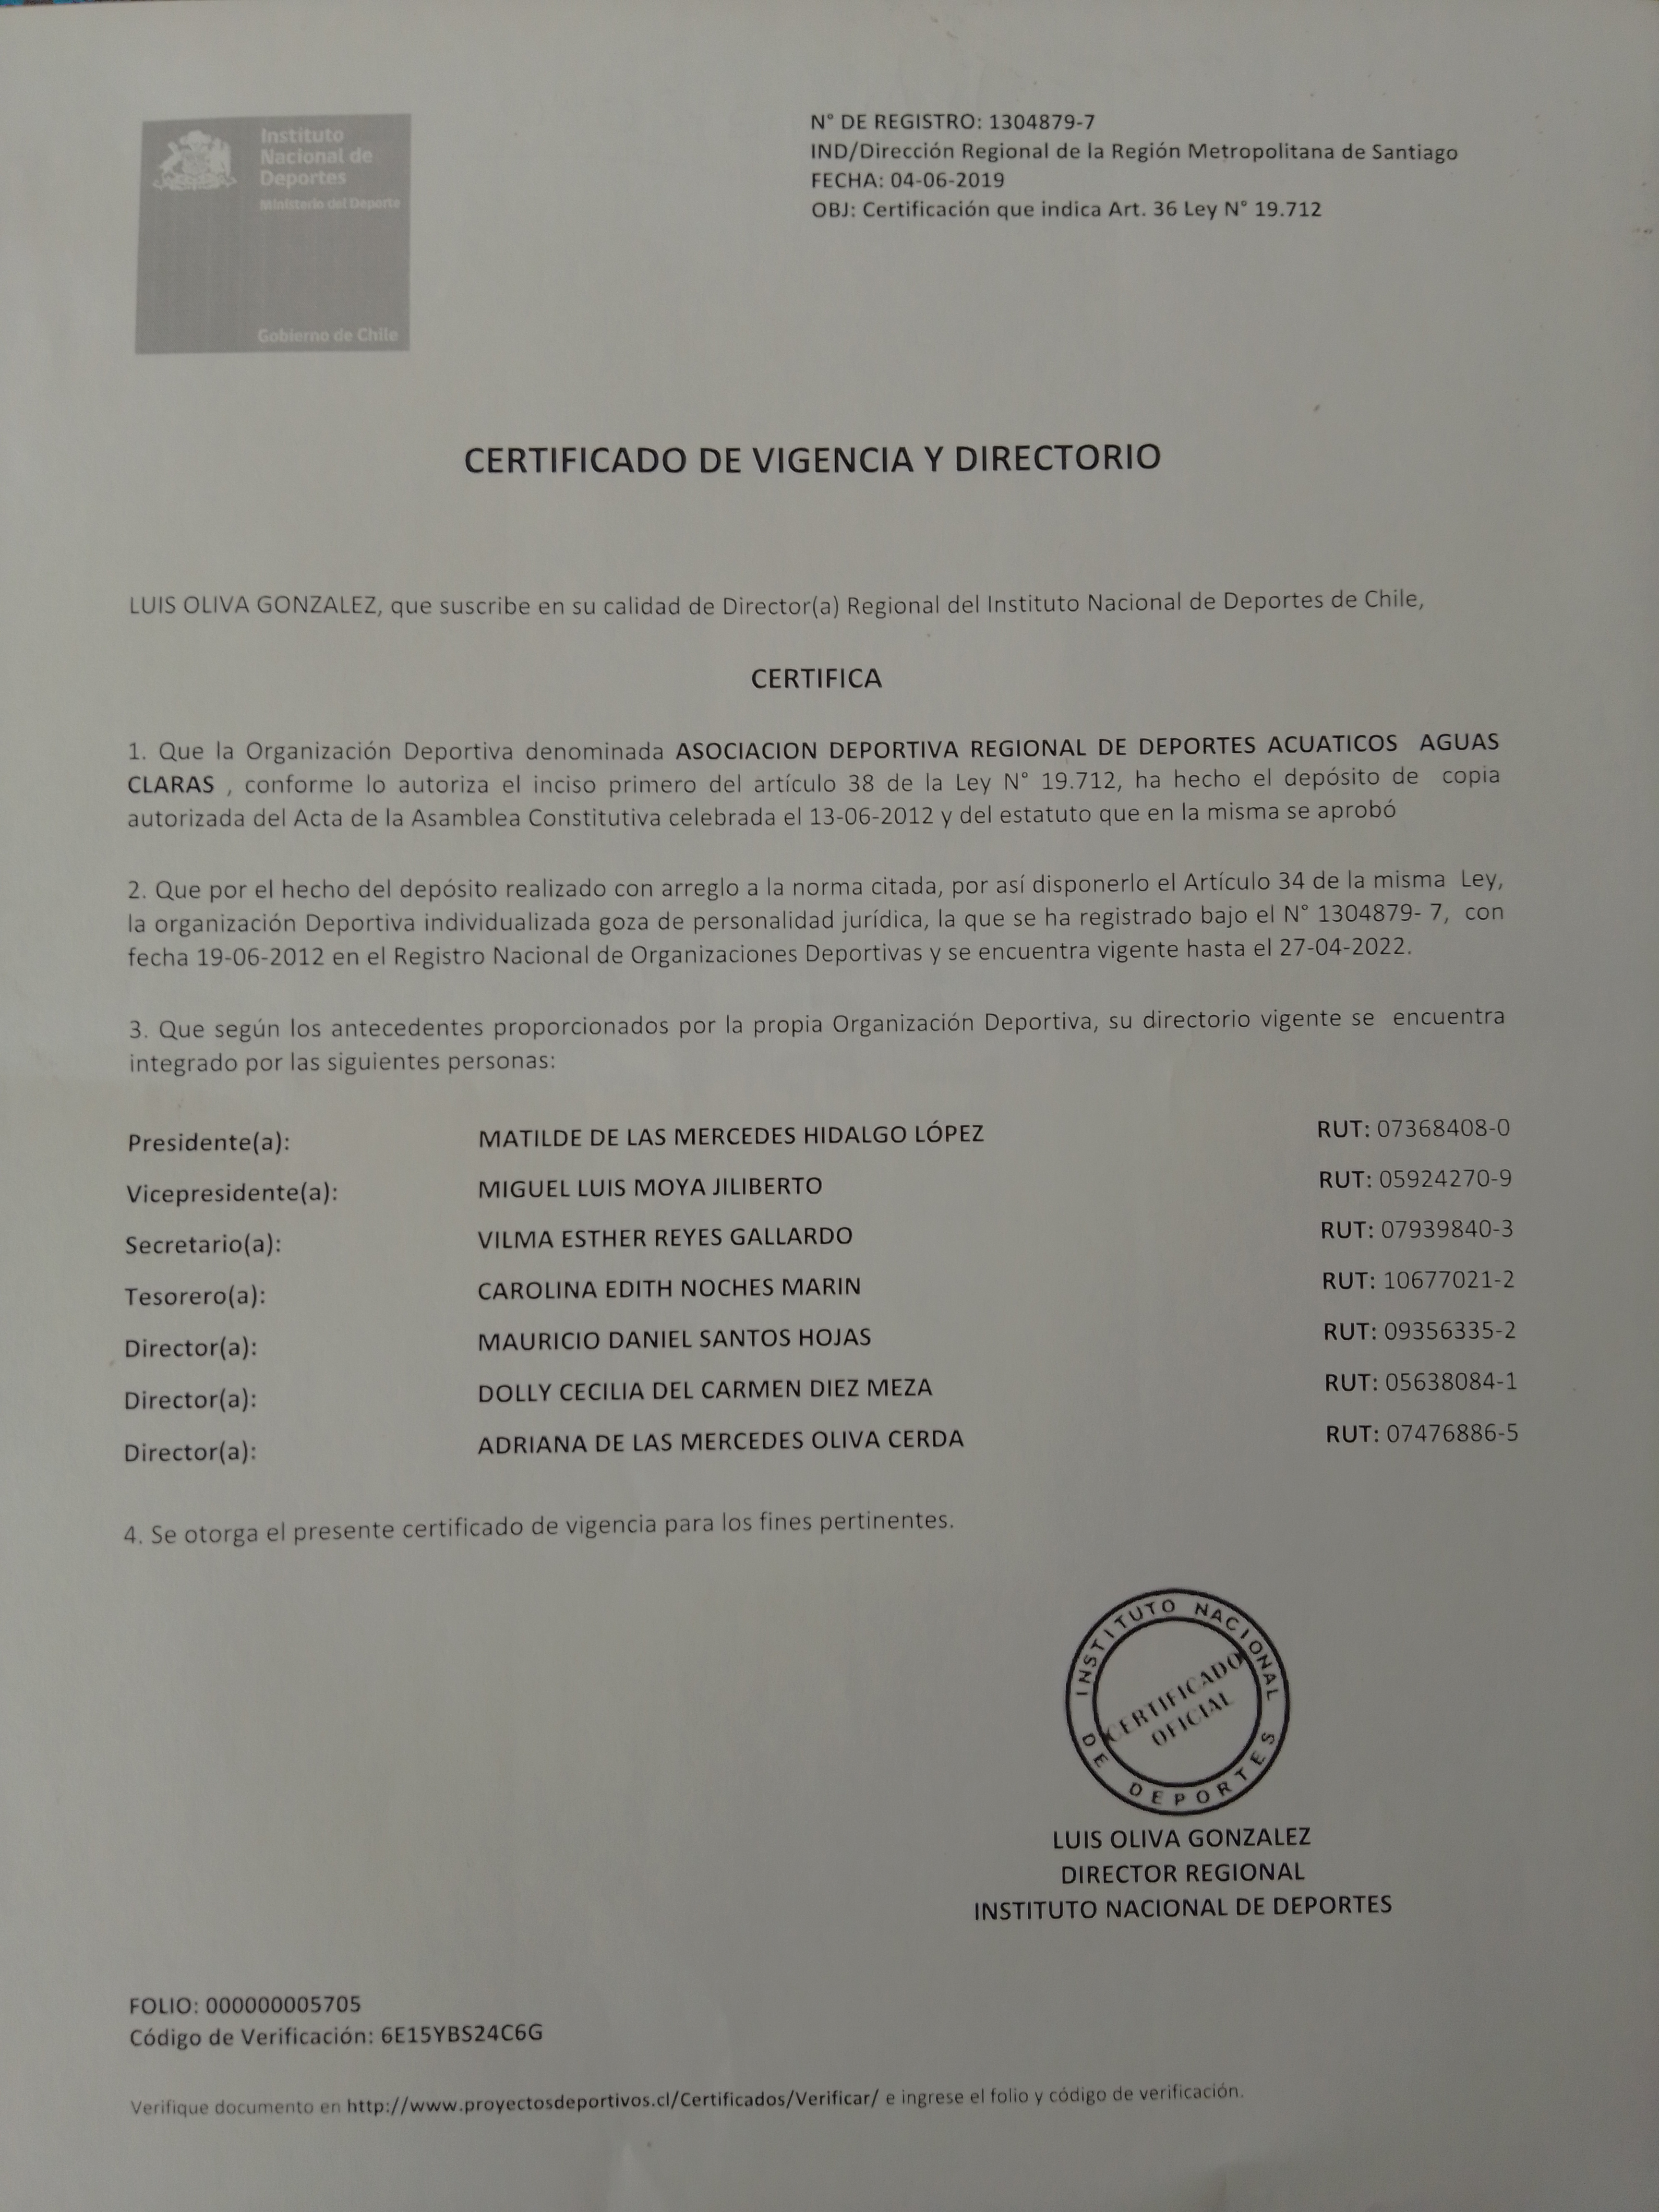 Instituto
Nacional de
Deportes
Ministerio del Deporte
Gobierno de Chile
N° DE REGISTRO: 1304879-7
IND/Dirección Regional de la Región Metropolitana de Santiago
FECHA: 04-06-2019
OBJ: Certificación que indica Art. 36 Ley N° 19.712
CERTIFICADO DE VIGENCIA Y DIRECTORIO
LUIS OLIVA GONZALEZ, que suscribe en su calidad de Director(a) Regional del Instituto Nacional de Deportes de Chile,
CERTIFICA
1. Que la Organización Deportiva denominada ASOCIACION DEPORTIVA REGIONAL DE DEPORTES ACUATICOS AGUAS
CLARAS , conforme lo autoriza el inciso primero del artículo 38 de la Ley N° 19.712, ha hecho el depósito de copia
autorizada del Acta de la Asamblea Constitutiva celebrada el 13-06-2012 y del estatuto que en la misma se aprobó
2. Que por el hecho del depósito realizado con arreglo a la norma citada, por así disponerlo el Artículo 34 de la misma Ley,
la organización Deportiva individualizada goza de personalidad jurídica, la que se ha registrado bajo el N° 1304879- 7, con
fecha 19-06-2012 en el Registro Nacional de Organizaciones Deportivas y se encuentra vigente hasta el 27-04-2022.
3. Que según los antecedentes proporcionados por la propia Organización Deportiva, su directorio vigente se encuentra
integrado por las siguientes personas:
Presidente(a): MATILDE DE LAS MERCEDES HIDALGO LÓPEZ RUT: 07368408-0
Vicepresidente(a): MIGUEL LUIS MOYA JILIBERTO RUT: 05924270-9
Secretario(a): VILMA ESTHER REYES GALLARDO RUT: 07939840-3
Tesorero(a): CAROLINA EDITH NOCHES MARIN RUT: 10677021-2
Director(a): MAURICIO DANIEL SANTOS HOJAS RUT: 09356335-2
Director(a): DOLLY CECILIA DEL CARMEN DIEZ MEZA RUT: 05638084-1
Director(a): ADRIANA DE LAS MERCEDES OLIVA CERDA RUT: 07476886-5
4. Se otorga el presente certificado de vigencia para los fines pertinentes.
INSTITUTO NACIONAL
DE DEPORTES
CERTIFICADO
OFICIAL
LUIS OLIVA GONZALEZ
DIRECTOR REGIONAL
INSTITUTO NACIONAL DE DEPORTES
FOLIO: 000000005705
Código de Verificación: 6E15YBS24C6G
Verifique documento en http://www.proyectosdeportivos.cl/Certificados/Verificar/ e ingrese el folio y código de verificación.